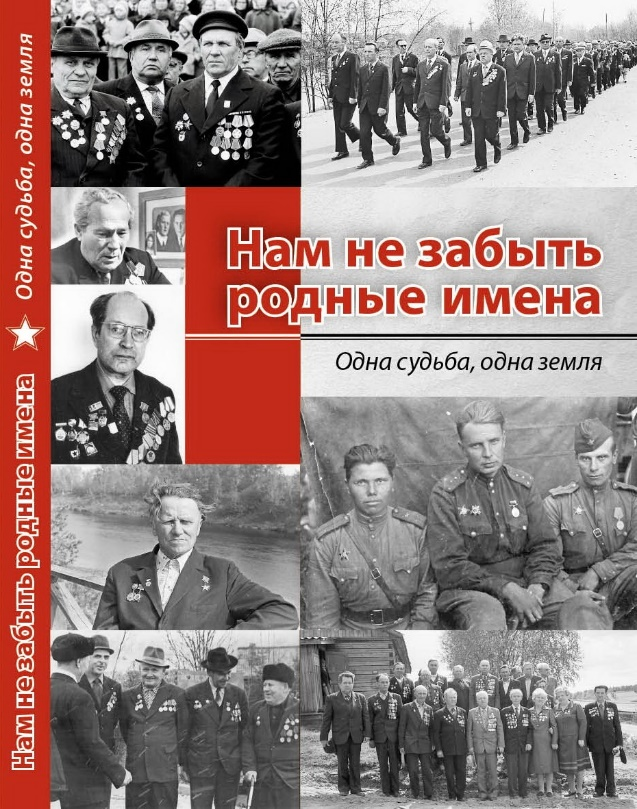 Нам не забыть
родные имена
Одна судьба, одна земля
Нам не забыть родные имена
Одна судьба, одна земля